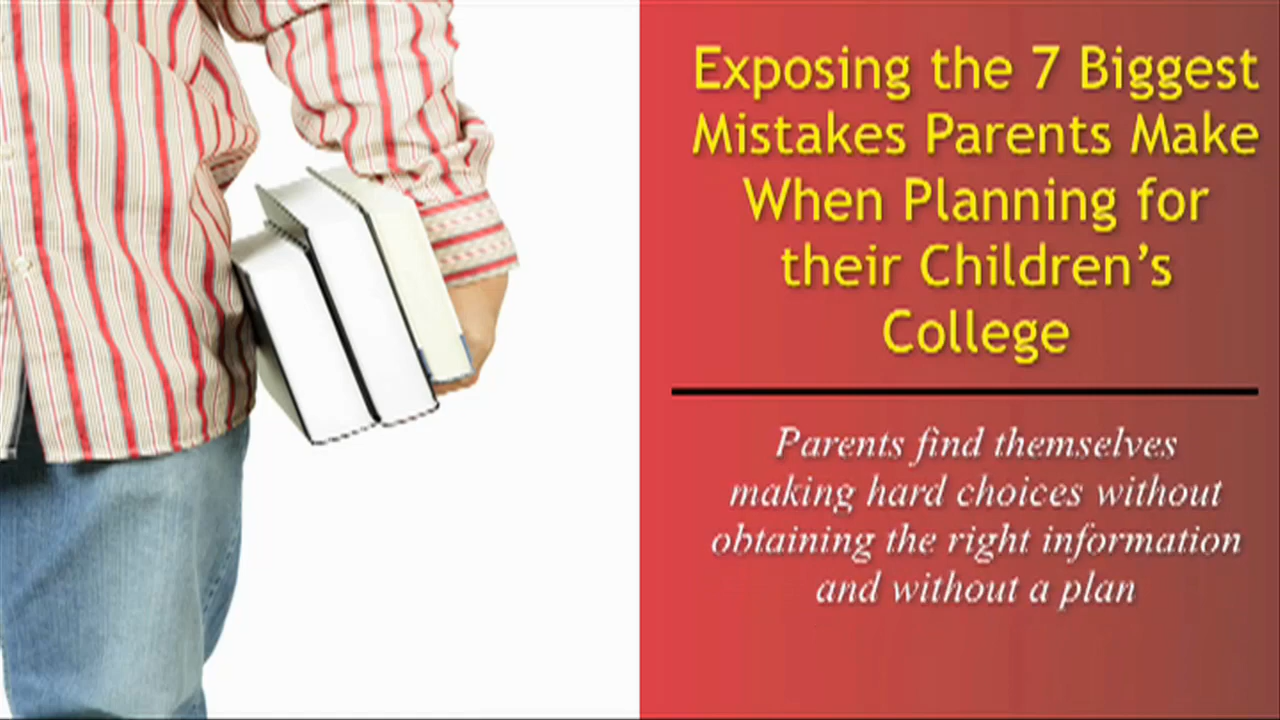 Exposing the 7 Biggest
Mistakes Parents Make
When Planning for
their Children’s
College
Parents find themselves
making hard choices without
obtaining the right information
and without a plan